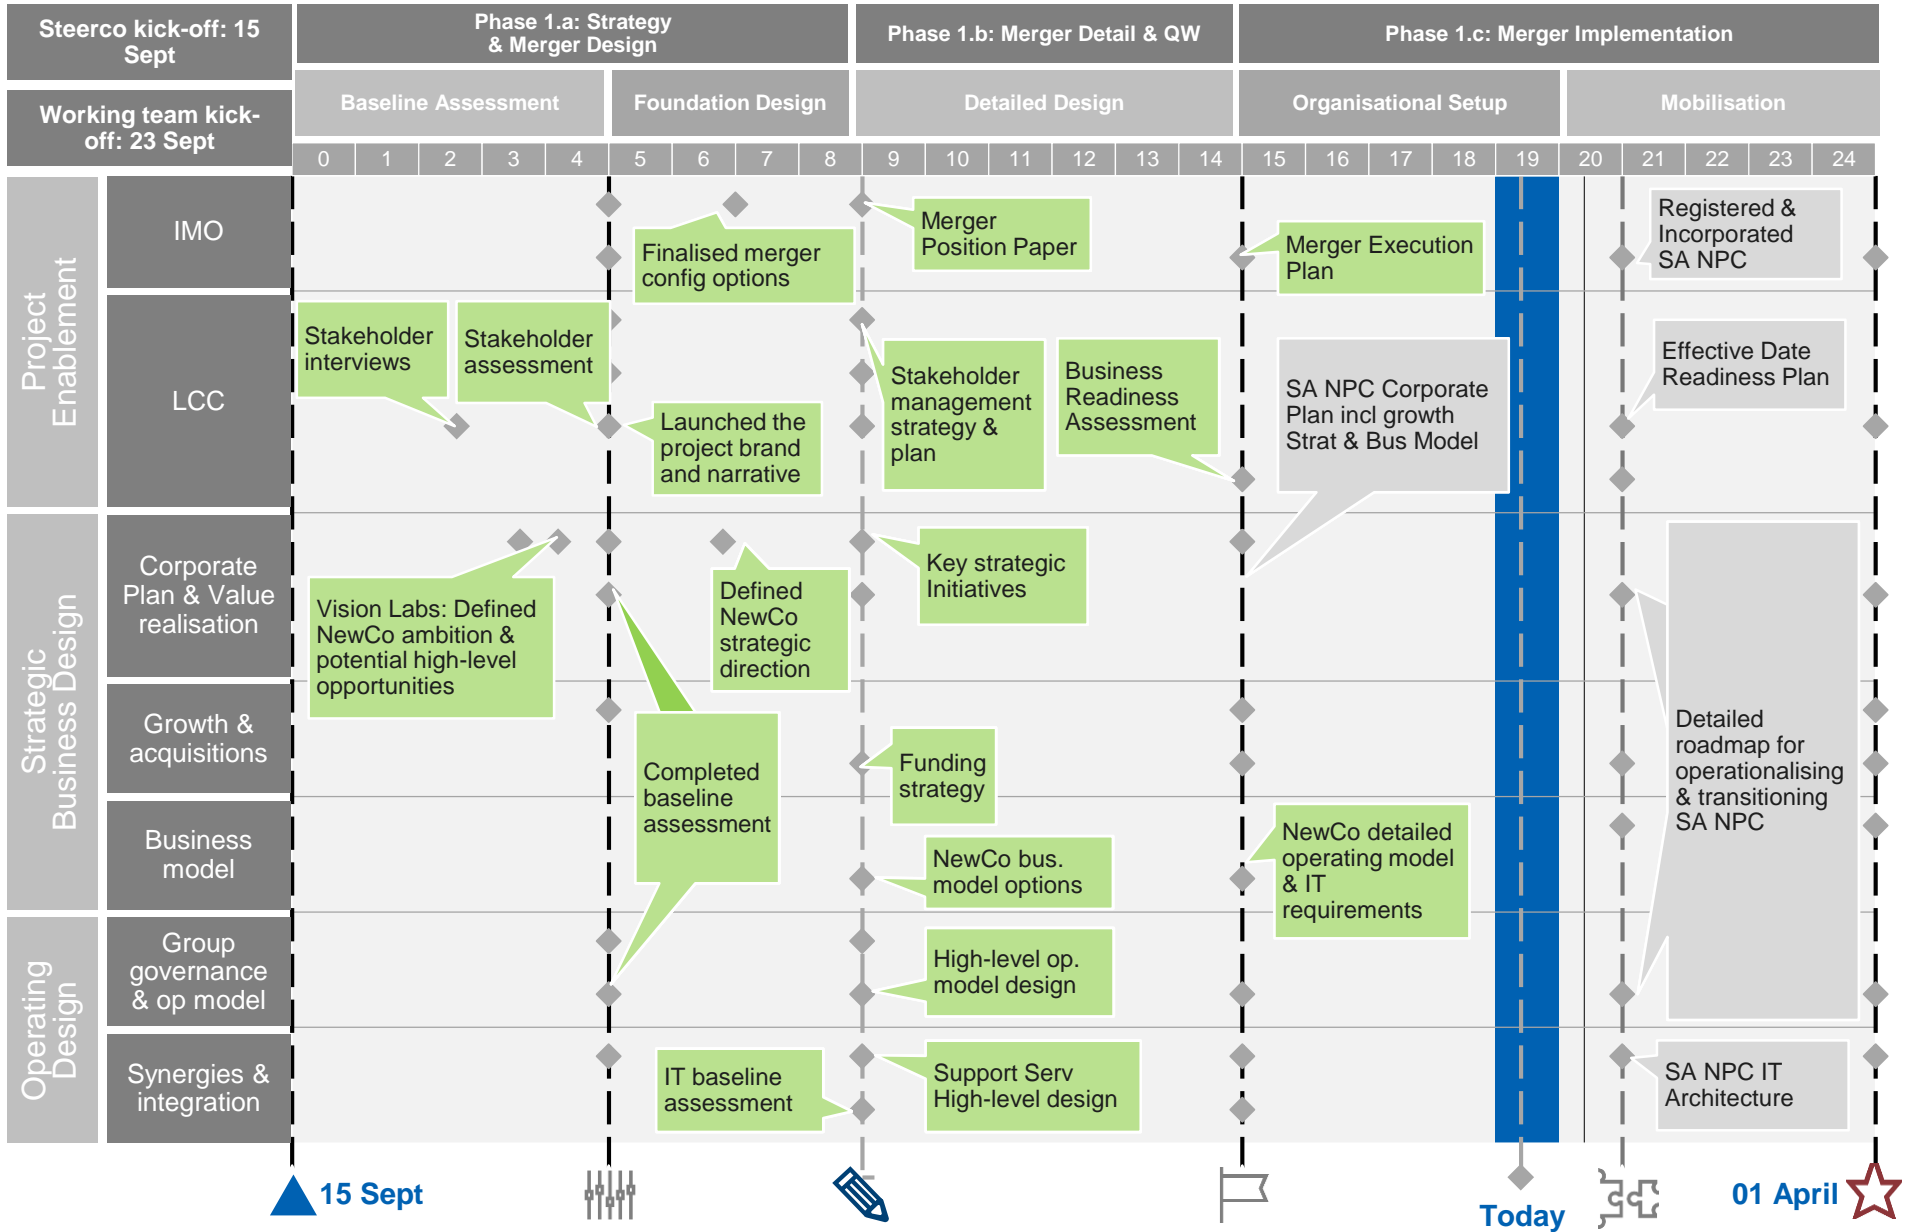 Steerco kick-off: 15
Sept
Phase 1.a: Strategy
& Merger Design
Phase 1.b: Merger Detail & QW
Phase 1.c: Merger Implementation
Working team kick-
off: 23 Sept
Baseline Assessment
Foundation Design
Detailed Design
Organisational Setup
Mobilisation
0 1 2 3 4 5 6 7 8 9 10 11 12 13 14 15 16 17 18 19 20 21 22 23 24
Project
Enablement
IMO
Finalised merger
config options
Merger
Position Paper
Merger Execution
Plan
Registered &
Incorporated
SA NPC
LCC
Stakeholder
interviews
Stakeholder
assessment
Launched the
project brand
and narrative
Stakeholder
management
strategy &
plan
Business
Readiness
Assessment
SA NPC Corporate
Plan incl growth
Strat & Bus Model
Effective Date
Readiness Plan
Strategic
Business Design
Corporate
Plan & Value
realisation
Vision Labs: Defined
NewCo ambition &
potential high-level
opportunities
Defined
NewCo
strategic
direction
Key strategic
Initiatives
Growth &
acquisitions
Completed
baseline
assessment
Funding
strategy
Detailed
roadmap for
operationalising
& transitioning
SA NPC
Business
model
NewCo bus.
model options
NewCo detailed
operating model
& IT
requirements
Operating
Design
Group
governance
& op model
High-level op.
model design
Synergies &
integration
IT baseline
assessment
Support Serv
High-level design
SA NPC IT
Architecture
15 Sept
Today
01 April